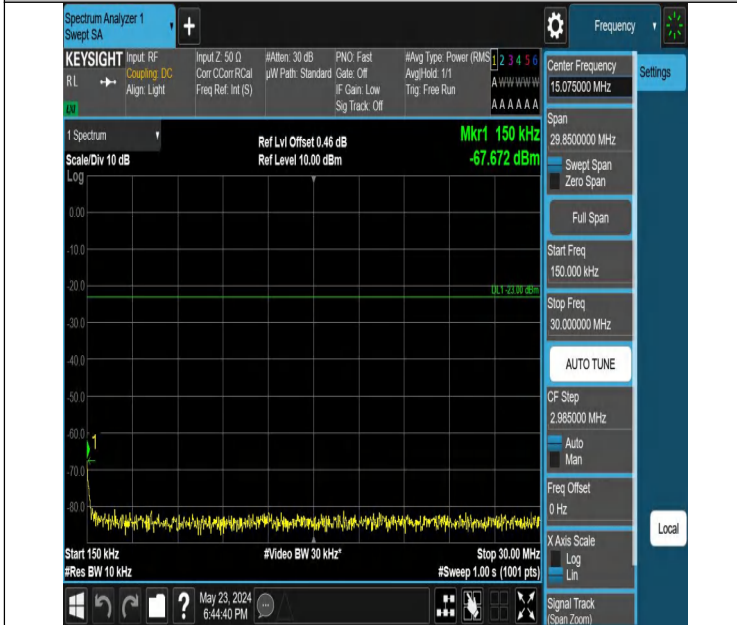 Spectrum Analyzer 1
Swept SA
Frequency
KEYSIGHT
RL
Input: RF
Coupling: DC
Align: Light
Input Z: 50 Ω
Corr CCorr RCal
Freq Ref: Int (S)
#Atten: 30 dB
µW Path: Standard
PNO: Fast
Gate: Off
IF Gain: Low
Sig Track: Off
#Avg Type: Power (RMS
Avg|Hold: 1/1
Trig: Free Run
1 2 3 4 5 6
A W W W W W
A A A A A A
Center Frequency
15.075000 MHz
Settings
1 Spectrum
Scale/Div 10 dB
Log
Ref Lvl Offset 0.46 dB
Ref Level 10.00 dBm
Mkr1 150 kHz
-67.672 dBm
Span
29.8500000 MHz
Swept Span
Zero Span
Full Span
Start Freq
150.000 kHz
Stop Freq
30.000000 MHz
AUTO TUNE
CF Step
2.985000 MHz
Auto
Man
Freq Offset
0 Hz
X Axis Scale
Log
Lin
Signal Track
(Span Zoom)
Local
0.00
-10.0
-20.0
DL1 -23.00 dBm
-30.0
-40.0
-50.0
-60.0
1
-70.0
-80.0
Start 150 kHz
#Res BW 10 kHz
#Video BW 30 kHz*
Stop 30.00 MHz
#Sweep 1.00 s (1001 pts)
?
May 23, 2024
6:44:40 PM